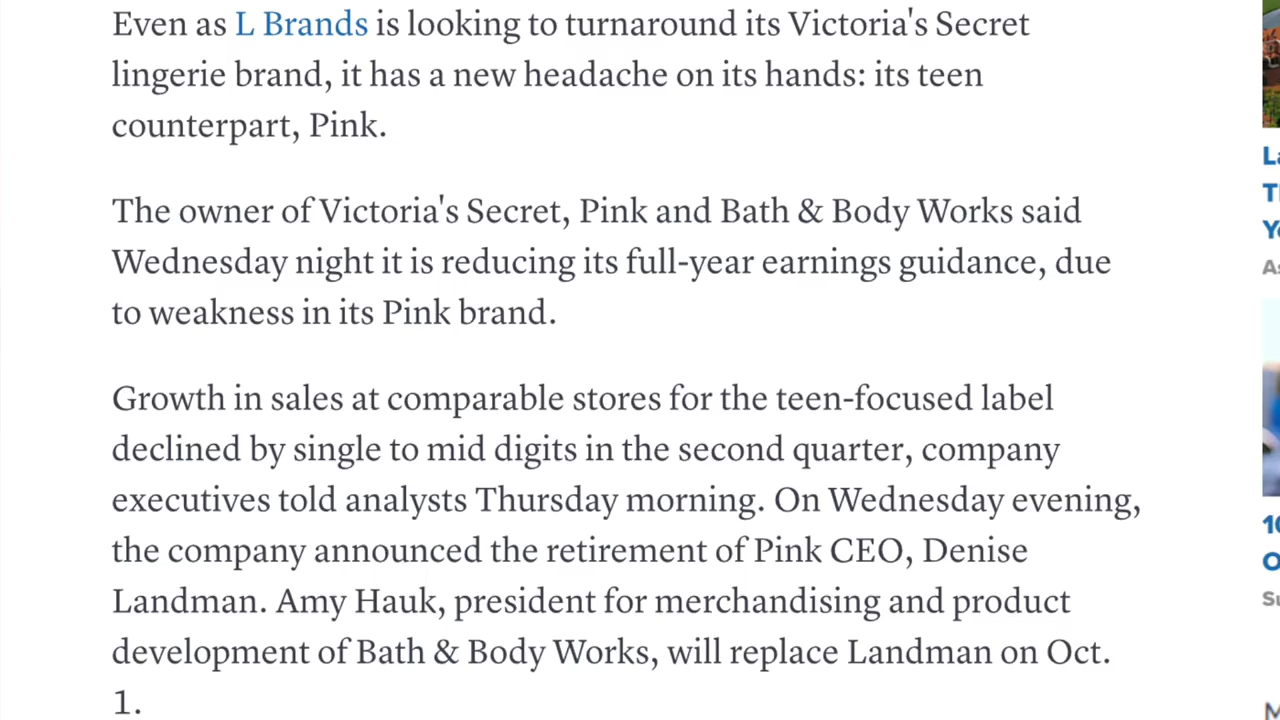 Even as L Brands is looking to turnaround its Victoria's Secret
lingerie brand, it has a new headache on its hands: its teen
counterpart, Pink.
The owner of Victoria's Secret, Pink and Bath & Body Works said
Wednesday night it is reducing its full-year earnings guidance, due
to weakness in its Pink brand.
Growth in sales at comparable stores for the teen-focused label
declined by single to mid digits in the second quarter, company
executives told analysts Thursday morning. On Wednesday evening,
the company announced the retirement of Pink CEO, Denise
Landman. Amy Hauk, president for merchandising and product
development of Bath & Body Works, will replace Landman on Oct.
1.